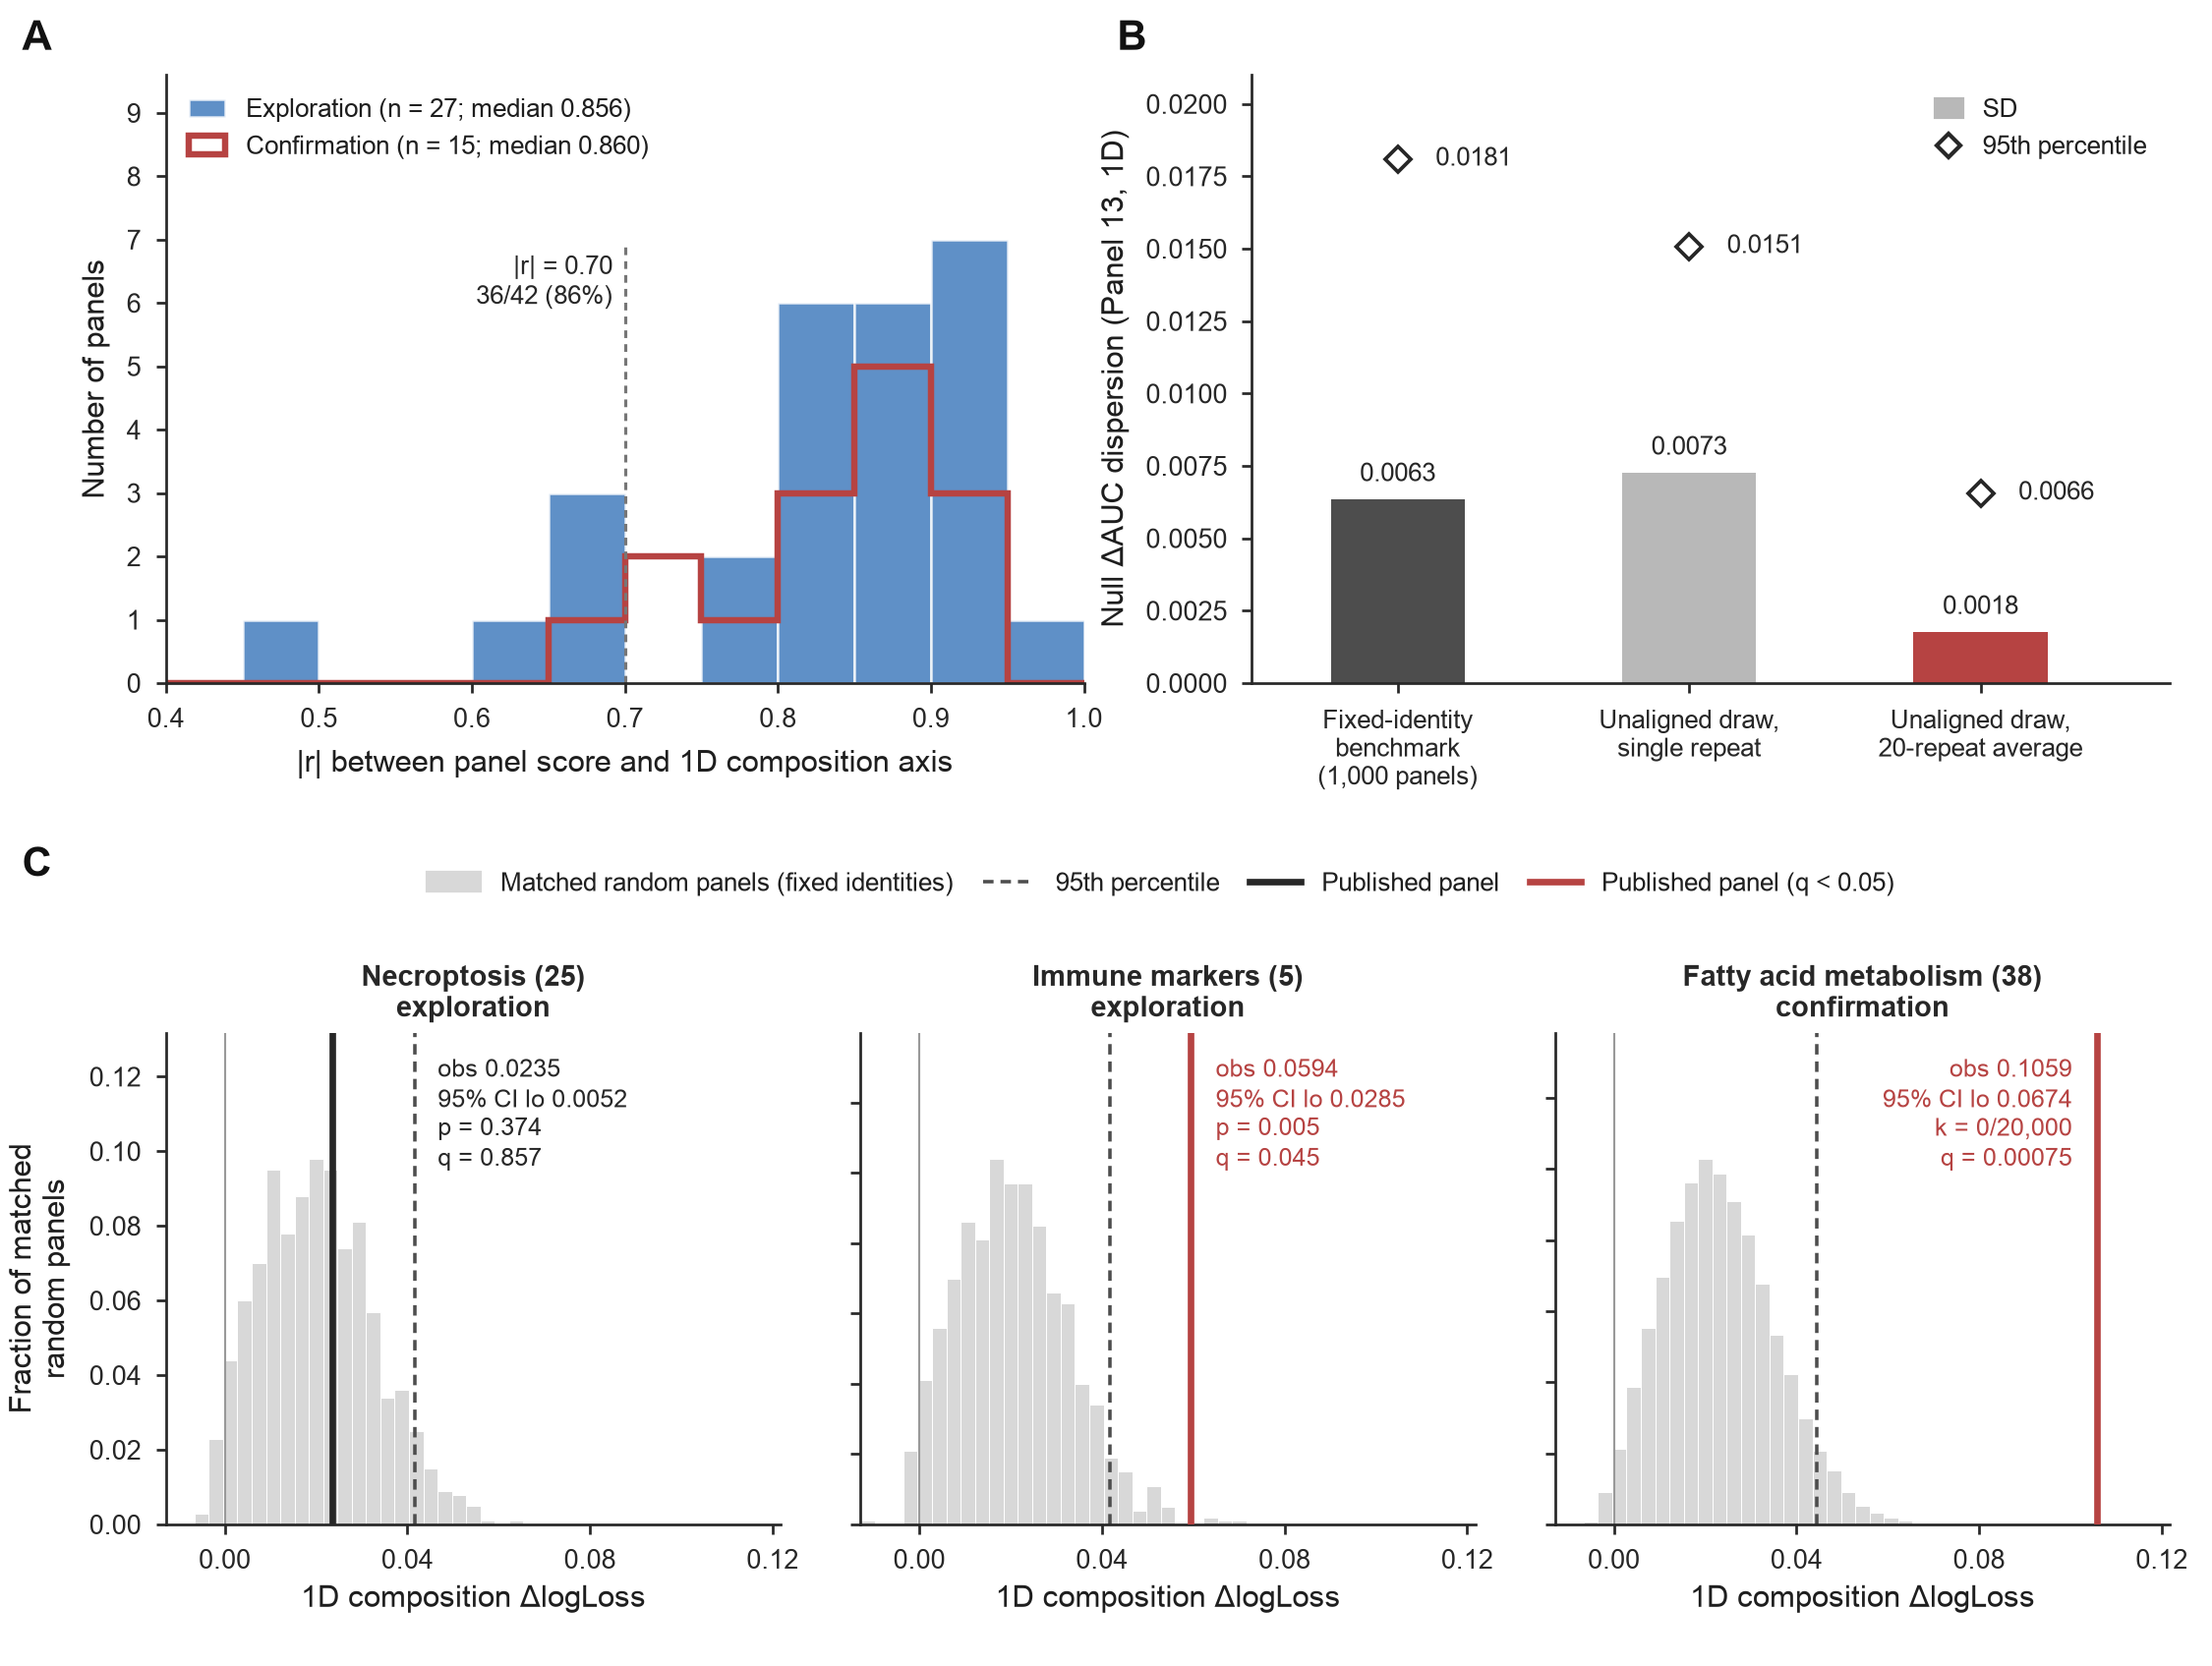 A
Exploration (n = 27; median 0.856)
Confirmation (n = 15; median 0.860)
|r| = 0.70
36/42 (86%)
Number of panels
9
8
7
6
5
4
3
2
1
0
0.4
0.5
0.6
0.7
0.8
0.9
1.0
|r| between panel score and 1D composition axis
B
SD
95th percentile
Null ΔAUC dispersion (Panel 13, 1D)
0.0200
0.0175
0.0150
0.0125
0.0100
0.0075
0.0050
0.0025
0.0000
0.0181
0.0151
0.0066
0.0063
0.0073
0.0018
Fixed-identity
benchmark
(1,000 panels)
Unaligned draw,
single repeat
Unaligned draw,
20-repeat average
C
Matched random panels (fixed identities)
95th percentile
Published panel
Published panel (q < 0.05)
Necroptosis (25)
exploration
obs 0.0235
95% CI lo 0.0052
p = 0.374
q = 0.857
Fraction of matched
random panels
0.12
0.10
0.08
0.06
0.04
0.02
0.00
0.00
0.04
0.08
0.12
1D composition ΔlogLoss
Immune markers (5)
exploration
obs 0.0594
95% CI lo 0.0285
p = 0.005
q = 0.045
0.00
0.04
0.08
0.12
1D composition ΔlogLoss
Fatty acid metabolism (38)
confirmation
obs 0.1059
95% CI lo 0.0674
k = 0/20,000
q = 0.00075
0.00
0.04
0.08
0.12
1D composition ΔlogLoss